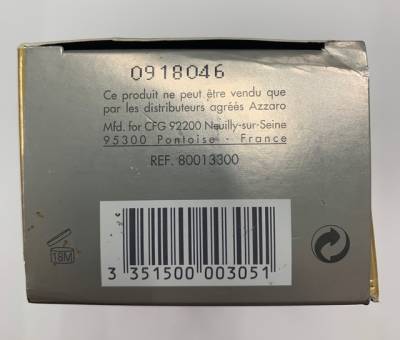 0918046
Ce produit ne peut être vendu que
par les distributeurs agréés Azzaro
Mfd. for CFG 92200 Neuilly-sur-Seine
95300 Pontoise - France
REF. 80013300
18M
3 351500 003051